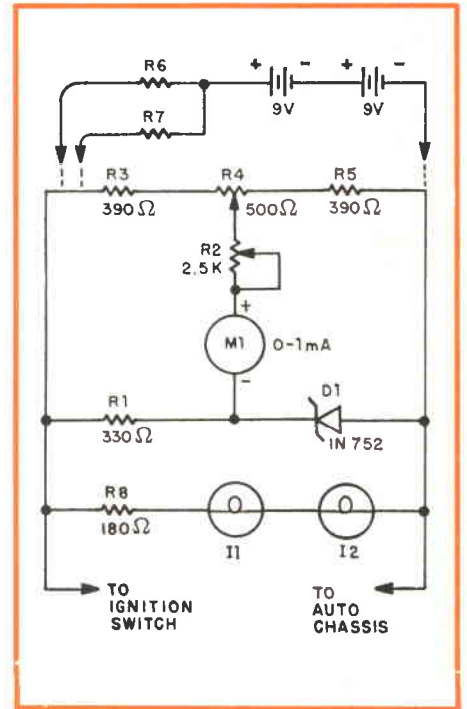 R6
+ - + -
9V 9V
R7
R3 R4 R5
390Ω 500Ω 390Ω
R2
2.5K
+
M1 0-1mA
-
R1 D1
330Ω IN 752
R8
180Ω
I1 I2
TO
IGNITION
SWITCH
TO
AUTO
CHASSIS